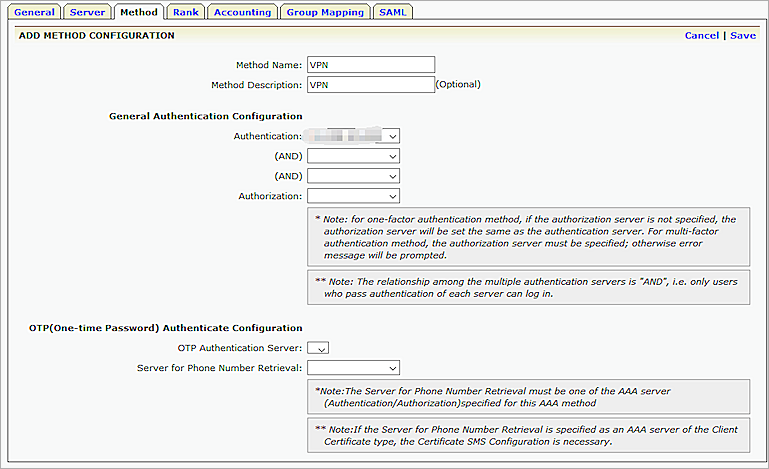 General Server Method Rank Accounting Group Mapping SAML
ADD METHOD CONFIGURATION Cancel | Save
Method Name: VPN
Method Description: VPN (Optional)
General Authentication Configuration
Authentication:
(AND)
(AND)
Authorization:
* Note: for one-factor authentication method, if the authorization server is not specified, the
authorization server will be set the same as the authentication server. For multi-factor
authentication method, the authorization server must be specified; otherwise error
message will be prompted.
** Note: The relationship among the multiple authentication servers is "AND", i.e. only users
who pass authentication of each server can log in.
OTP(One-time Password) Authenticate Configuration
OTP Authentication Server:
Server for Phone Number Retrieval:
*Note:The Server for Phone Number Retrieval must be one of the AAA server
(Authentication/Authorization)specified for this AAA method
** Note:If the Server for Phone Number Retrieval is specified as an AAA server of the Client
Certificate type, the Certificate SMS Configuration is necessary.